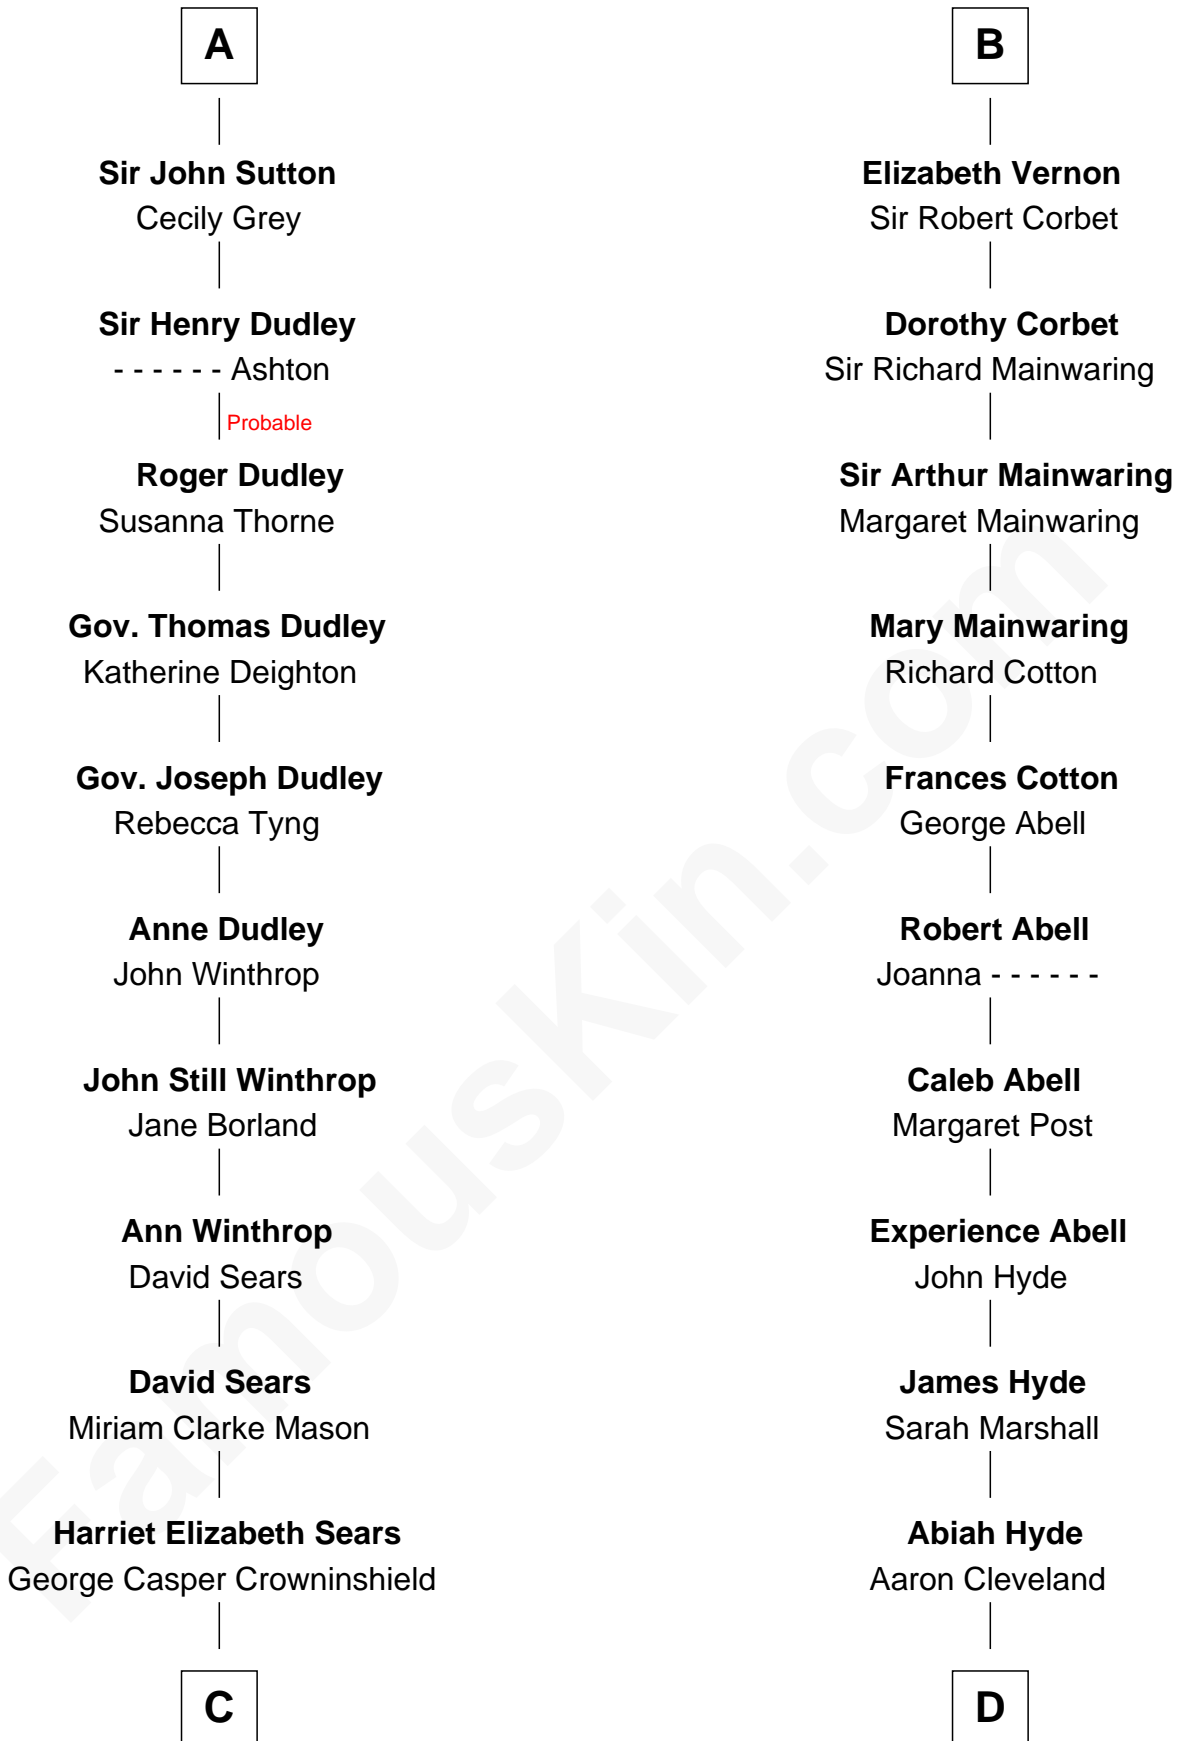 A
Sir John Sutton
Cecily Grey
Sir Henry Dudley
- - - - - - Ashton
Probable
Roger Dudley
Susanna Thorne
Gov. Thomas Dudley
Katherine Deighton
Gov. Joseph Dudley
Rebecca Tyng
Anne Dudley
John Winthrop
John Still Winthrop
Jane Borland
Ann Winthrop
David Sears
David Sears
Miriam Clarke Mason
Harriet Elizabeth Sears
George Casper Crowninshield
C
B
Elizabeth Vernon
Sir Robert Corbet
Dorothy Corbet
Sir Richard Mainwaring
Sir Arthur Mainwaring
Margaret Mainwaring
Mary Mainwaring
Richard Cotton
Frances Cotton
George Abell
Robert Abell
Joanna - - - - - -
Caleb Abell
Margaret Post
Experience Abell
John Hyde
James Hyde
Sarah Marshall
Abiah Hyde
Aaron Cleveland
D
FamousKin.com